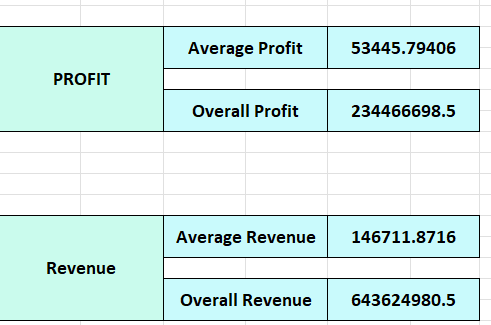 PROFIT
Average Profit 53445.79406
Overall Profit 234466698.5
Revenue
Average Revenue 146711.8716
Overall Revenue 643624980.5